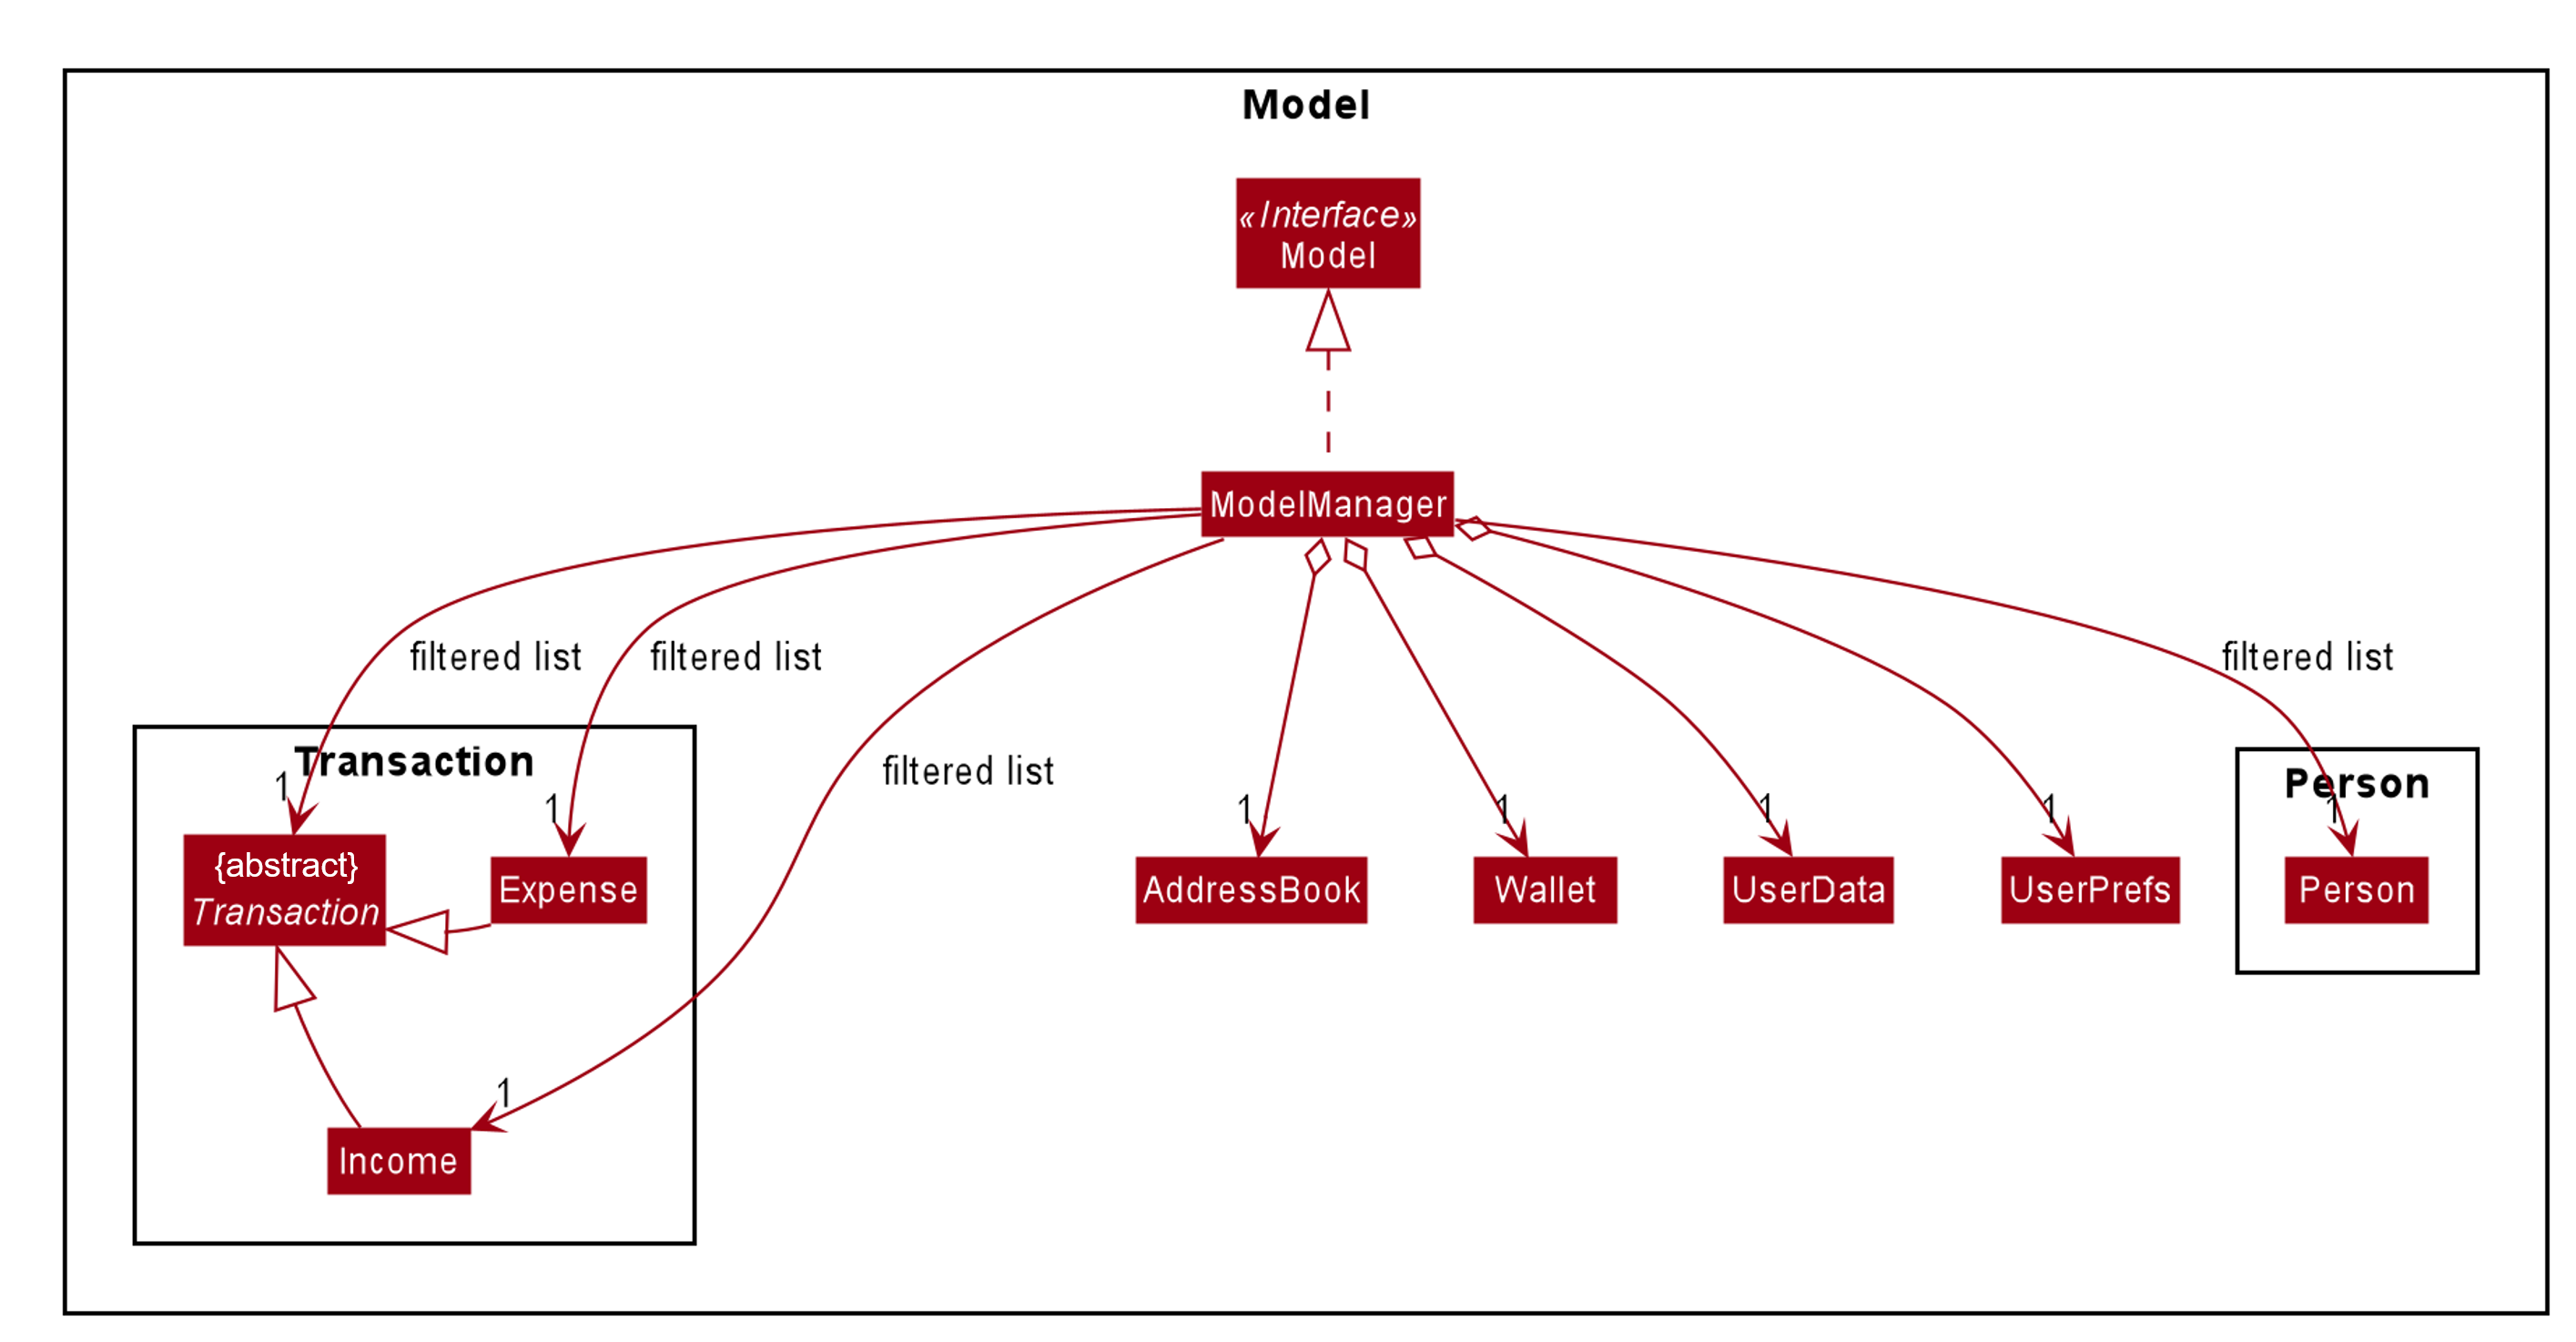 Model
«Interface»
Model
ModelManager
filtered list
filtered list
filtered list
filtered list
Transaction
Person
1
1
1
1
1
1
1
{abstract}
Transaction
Expense
AddressBook
Wallet
UserData
UserPrefs
Person
1
Income